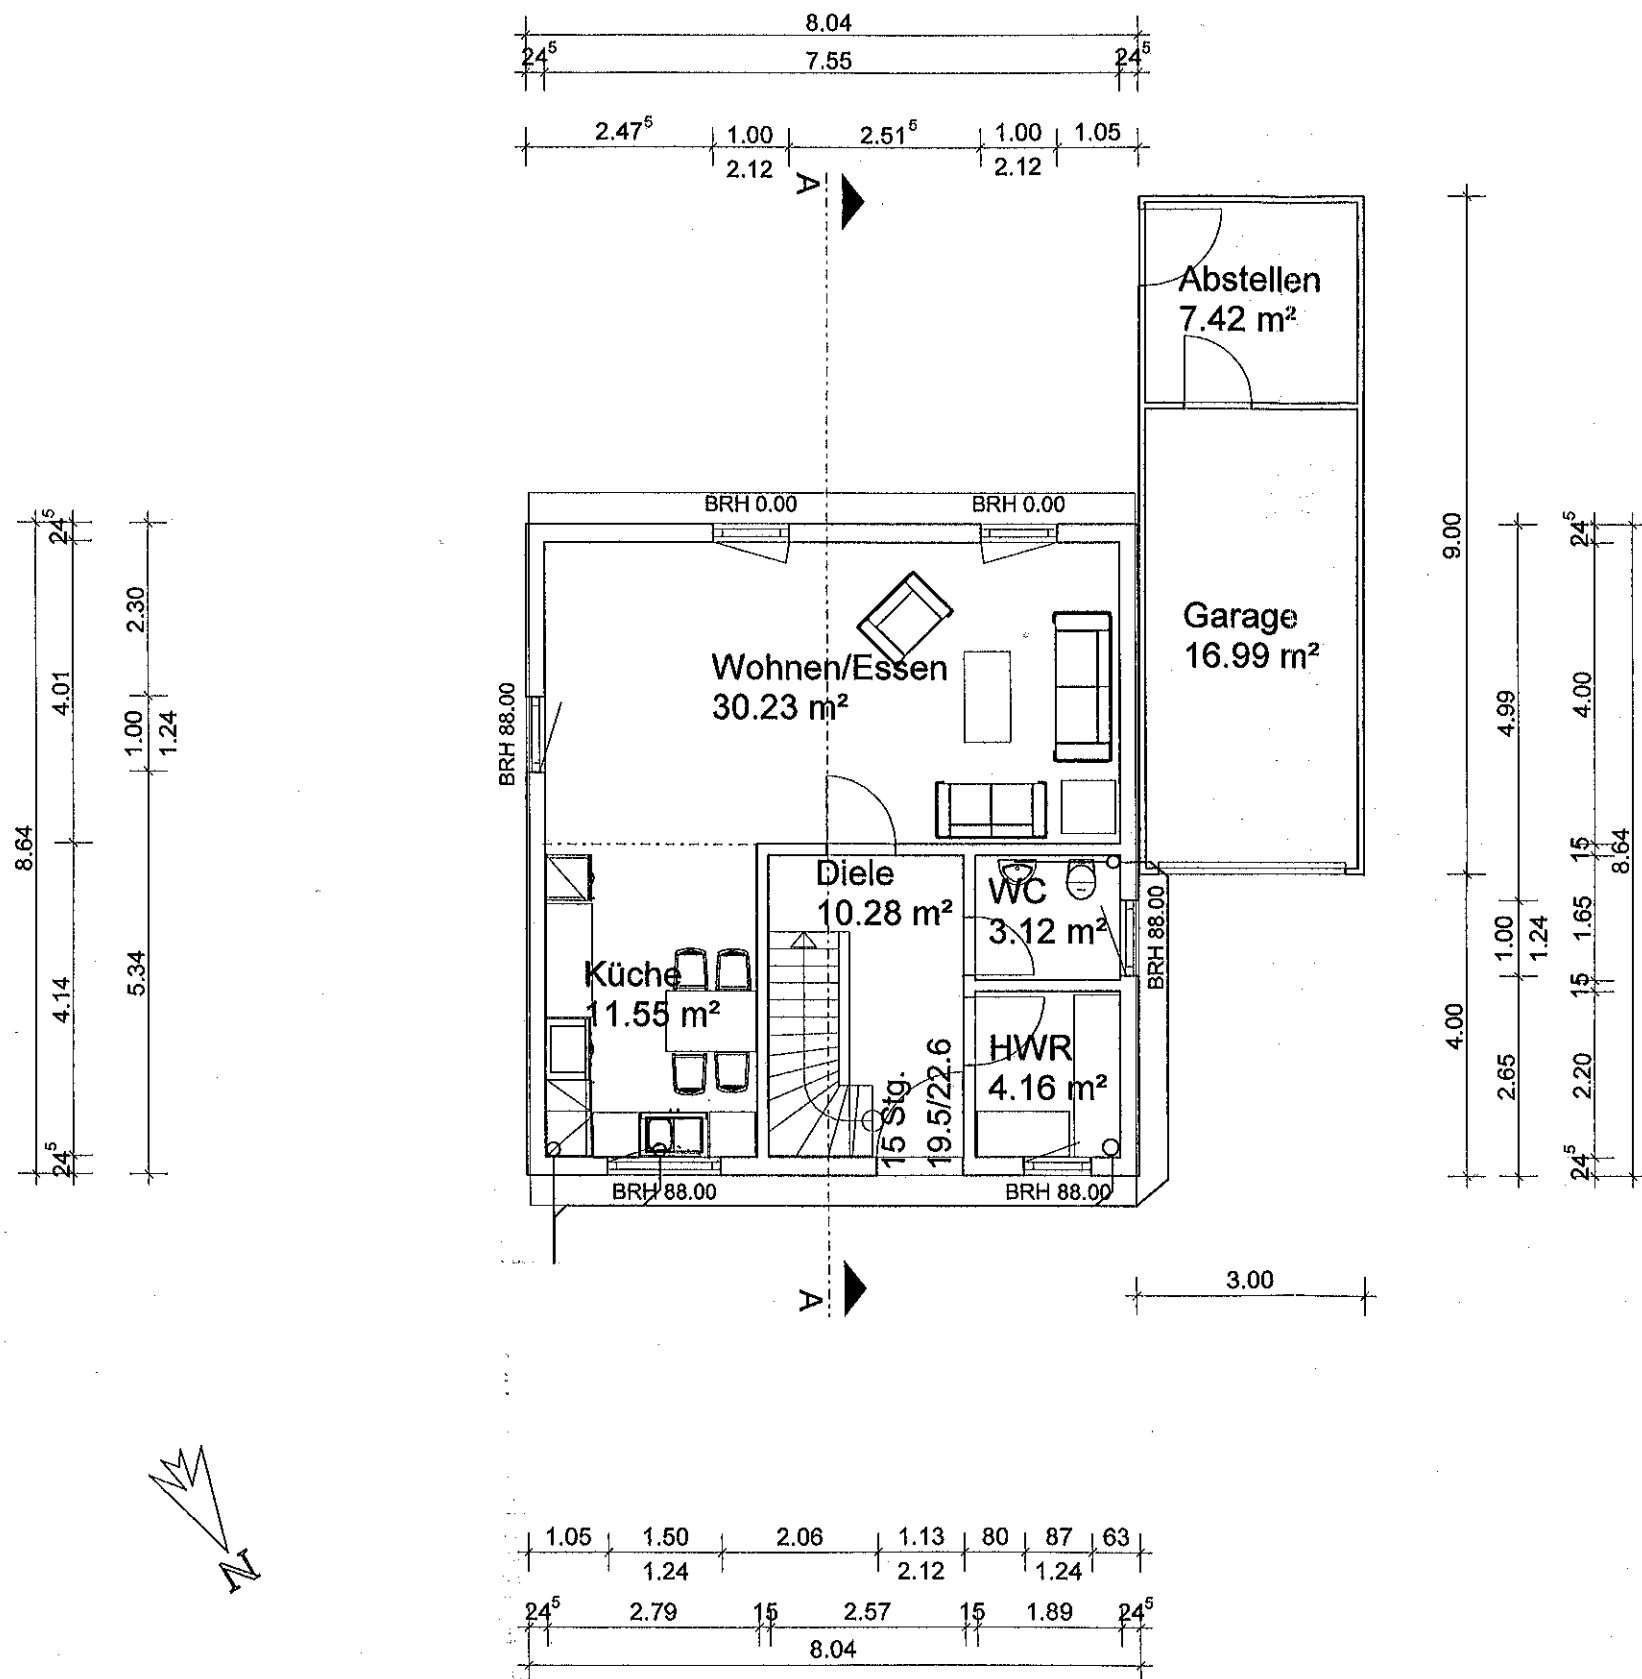 8.04
24⁵ 7.55 24⁵
2.47⁵ 1.00 2.51⁵ 1.00 1.05
2.12 2.12
A
Abstellen
7.42 m²
BRH 0.00 BRH 0.00
Garage
16.99 m²
Wohnen/Essen
30.23 m²
BRH 88.00
Diele
10.28 m²
WC
3.12 m²
BRH 88.00
Küche
11.55 m²
HWR
4.16 m²
15 Stg.
19.5/22.6
BRH 88.00 BRH 88.00
A
3.00
8.64
24⁵
4.01
4.14
24⁵
2.30
1.00
1.24
5.34
9.00
4.00
4.99
1.00
1.24
2.65
24⁵
4.00
15
1.65
15
2.20
24⁵
8.64
N
1.05 1.50 2.06 1.13 80 87 63
1.24 2.12 1.24
24⁵ 2.79 15 2.57 15 1.89 24⁵
8.04